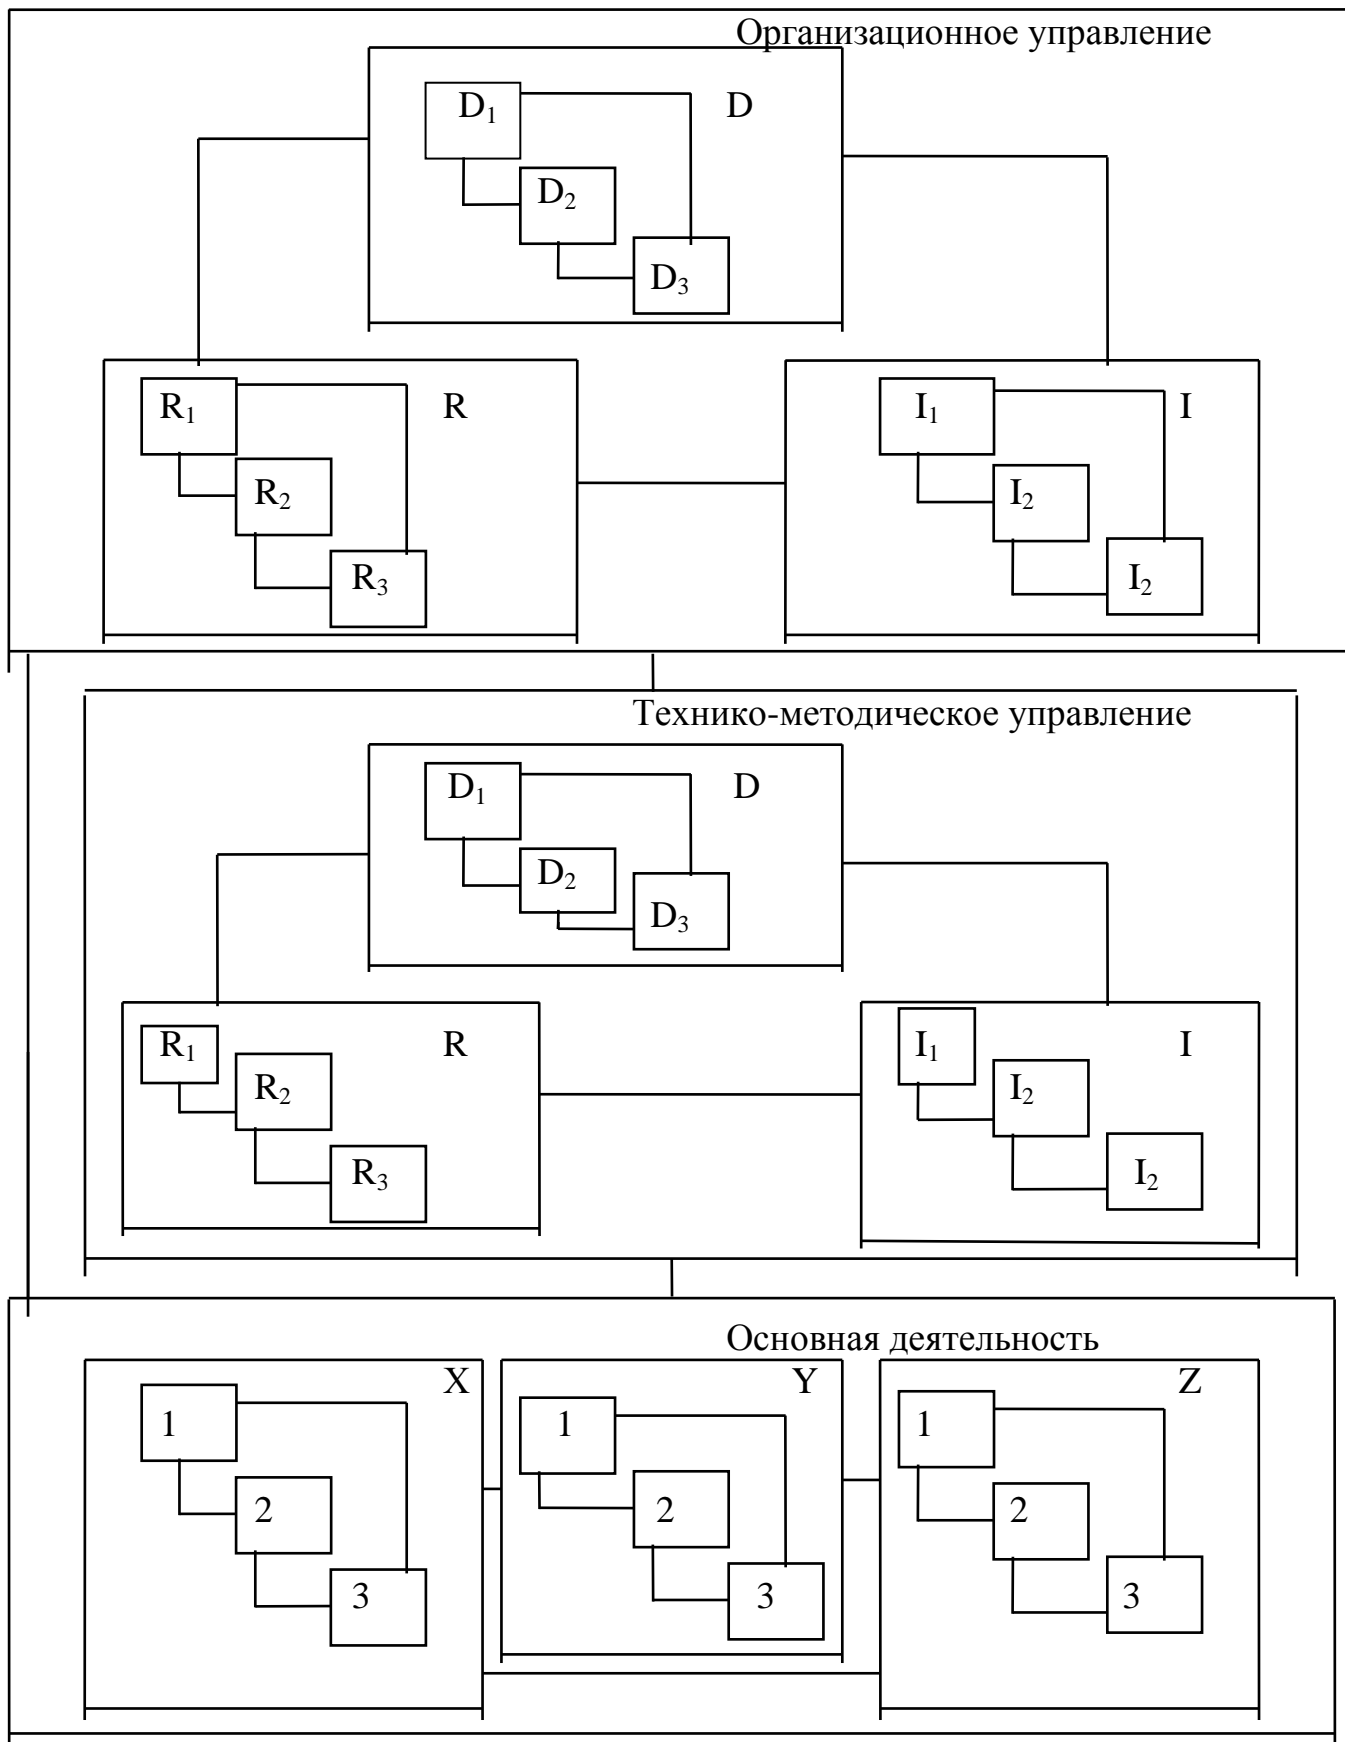 Организационное управление
D₁ D
D₂
D₃
R₁ R
R₂
R₃
I₁ I
I₂
I₂
Технико-методическое управление
D₁ D
D₂
D₃
R₁ R
R₂
R₃
I₁ I
I₂
I₂
Основная деятельность
X
1
2
3
Y
1
2
3
Z
1
2
3